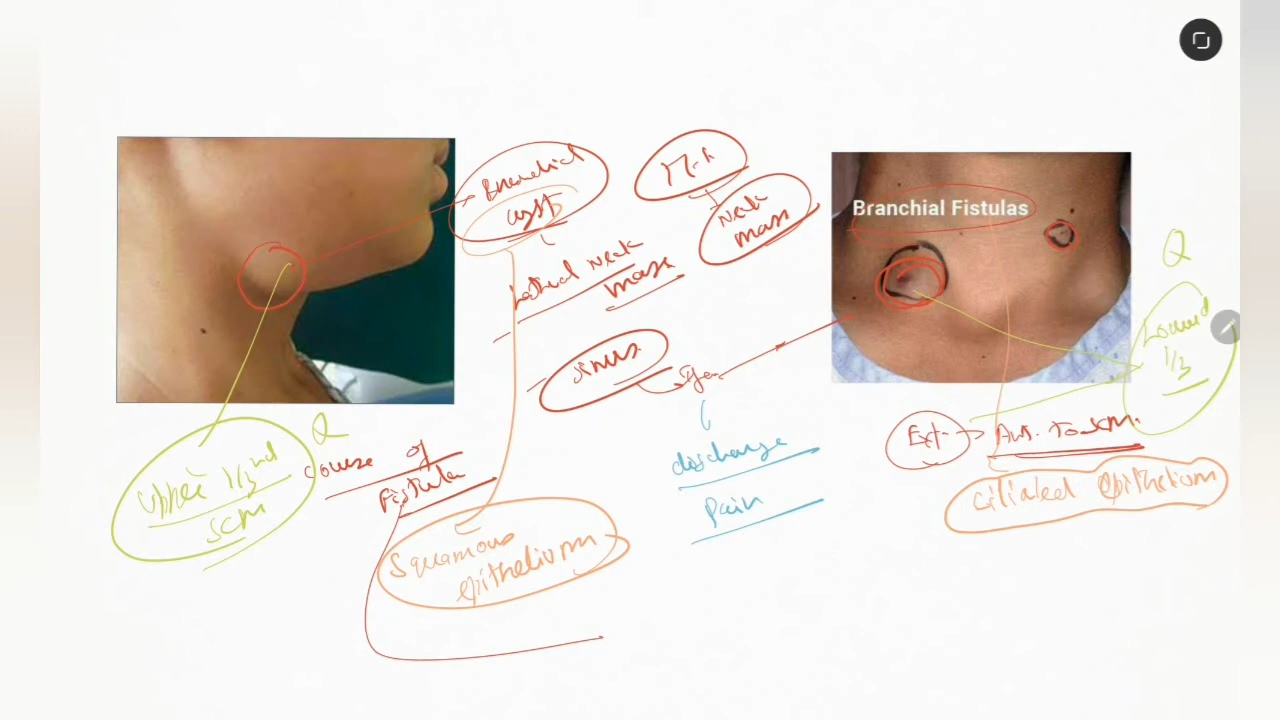 Branchial
cyst
Lateral Neck
mass
Neck
mass
Branchial Fistulas
Q
Lower
1/3
sinus
discharge
pain
Ext.
Ant. to SCM.
ciliated epithelium
Q
upper 1/3rd
SCM
course of
Fistula
Squamous
epithelium